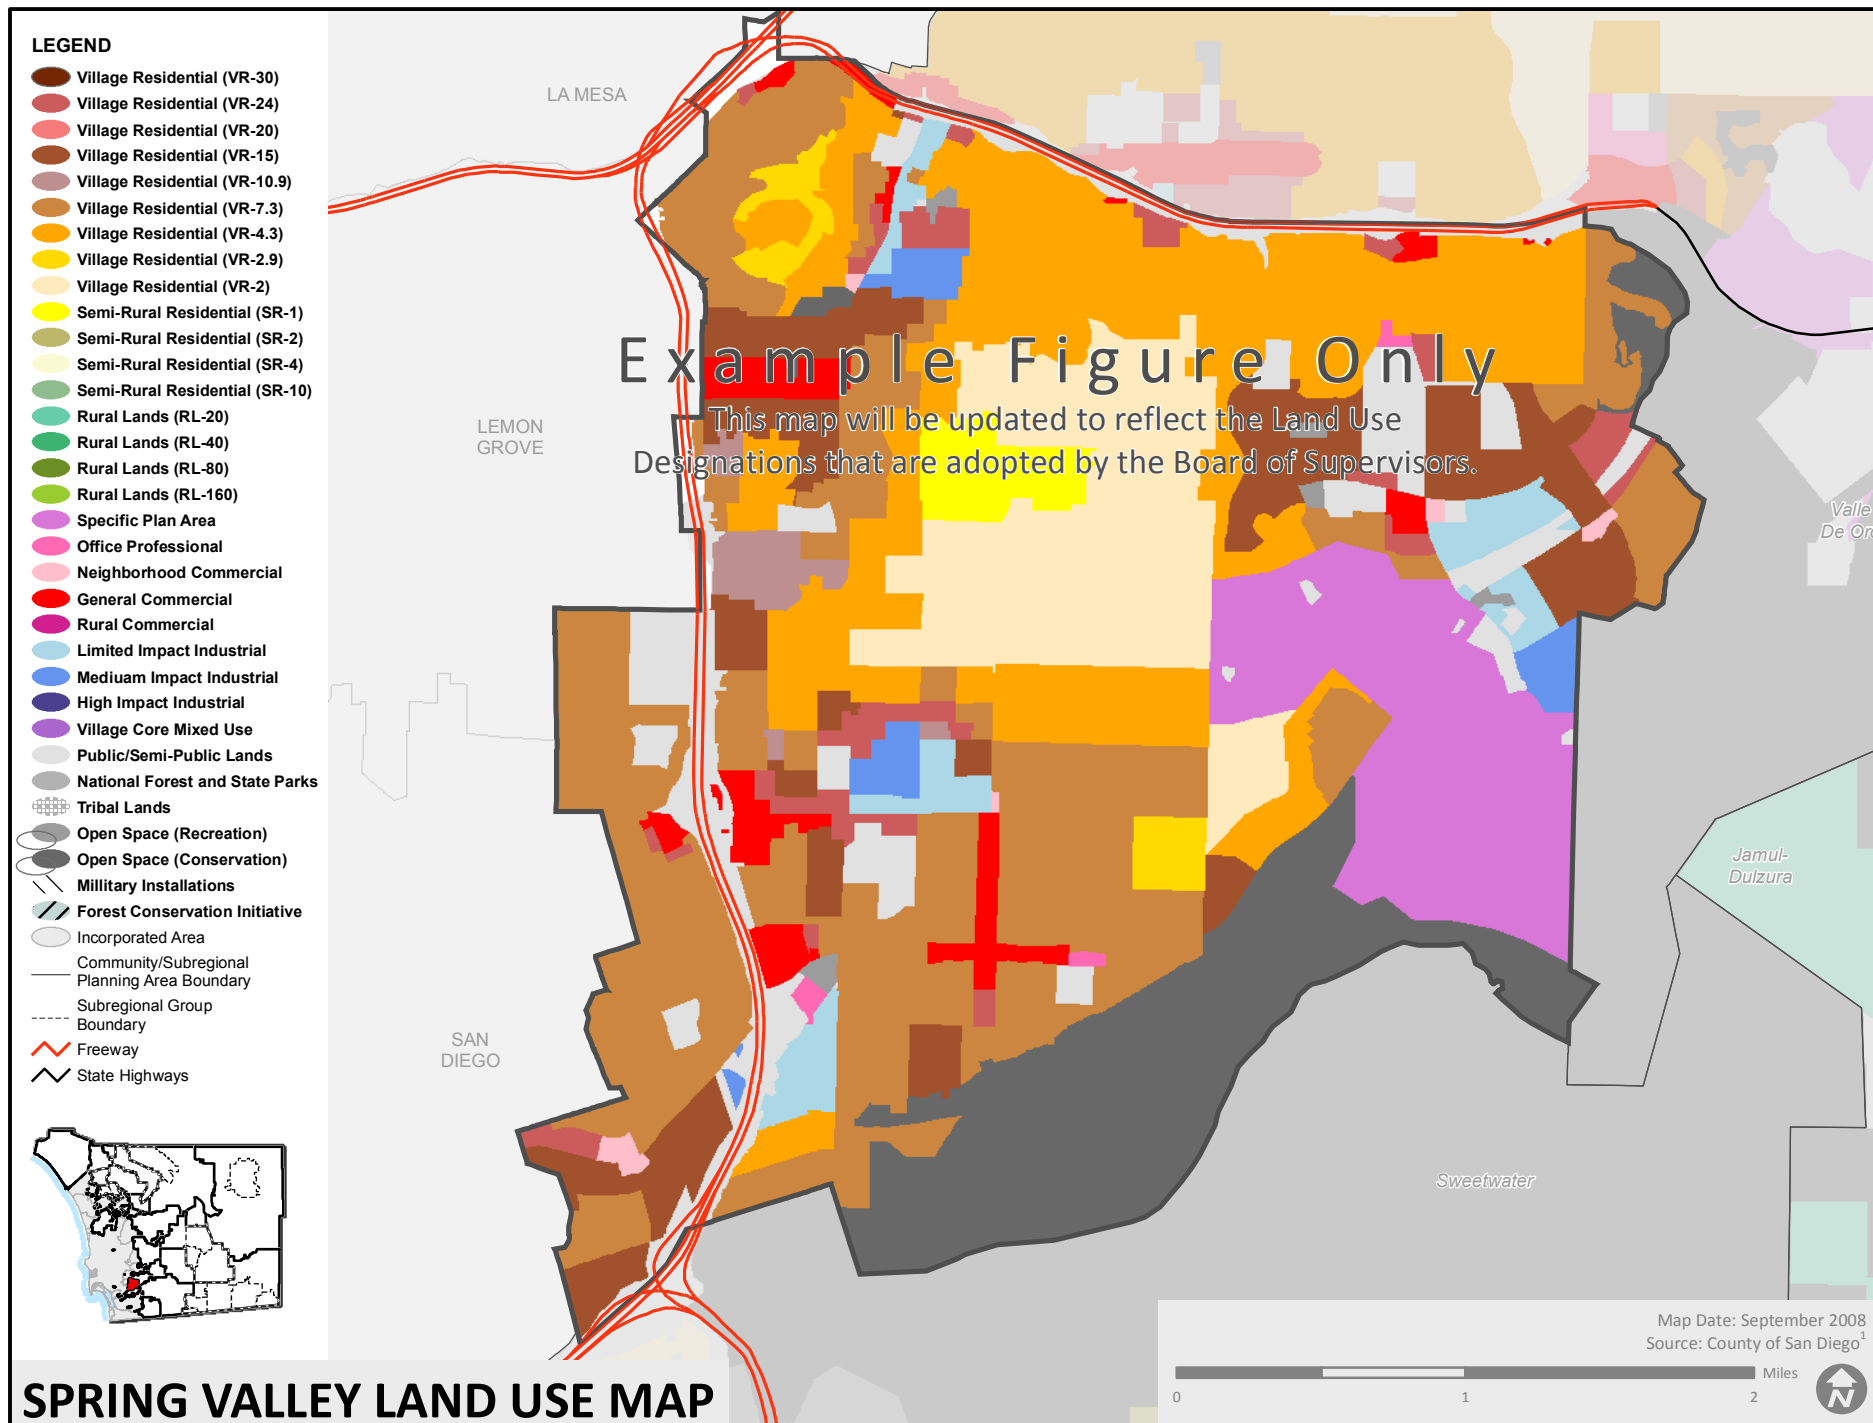 LEGEND
Village Residential (VR-30)
Village Residential (VR-24)
Village Residential (VR-20)
Village Residential (VR-15)
Village Residential (VR-10.9)
Village Residential (VR-7.3)
Village Residential (VR-4.3)
Village Residential (VR-2.9)
Village Residential (VR-2)
Semi-Rural Residential (SR-1)
Semi-Rural Residential (SR-2)
Semi-Rural Residential (SR-4)
Semi-Rural Residential (SR-10)
Rural Lands (RL-20)
Rural Lands (RL-40)
Rural Lands (RL-80)
Rural Lands (RL-160)
Specific Plan Area
Office Professional
Neighborhood Commercial
General Commercial
Rural Commercial
Limited Impact Industrial
Mediuam Impact Industrial
High Impact Industrial
Village Core Mixed Use
Public/Semi-Public Lands
National Forest and State Parks
Tribal Lands
Open Space (Recreation)
Open Space (Conservation)
Millitary Installations
Forest Conservation Initiative
Incorporated Area
Community/Subregional
Planning Area Boundary
Subregional Group
Boundary
Freeway
State Highways
LA MESA
LEMON
GROVE
SAN
DIEGO
Example Figure Only
This map will be updated to reflect the Land Use
Designations that are adopted by the Board of Supervisors.
Valle
De Oro
Jamul-
Dulzura
Sweetwater
Map Date: September 2008
Source: County of San Diego1
Miles
0 1 2
N
SPRING VALLEY LAND USE MAP